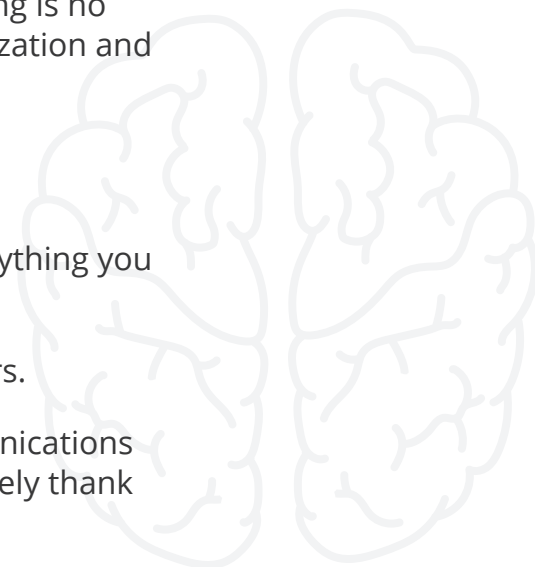 ng is no
zation and
ything you
rs.
nications
ely thank